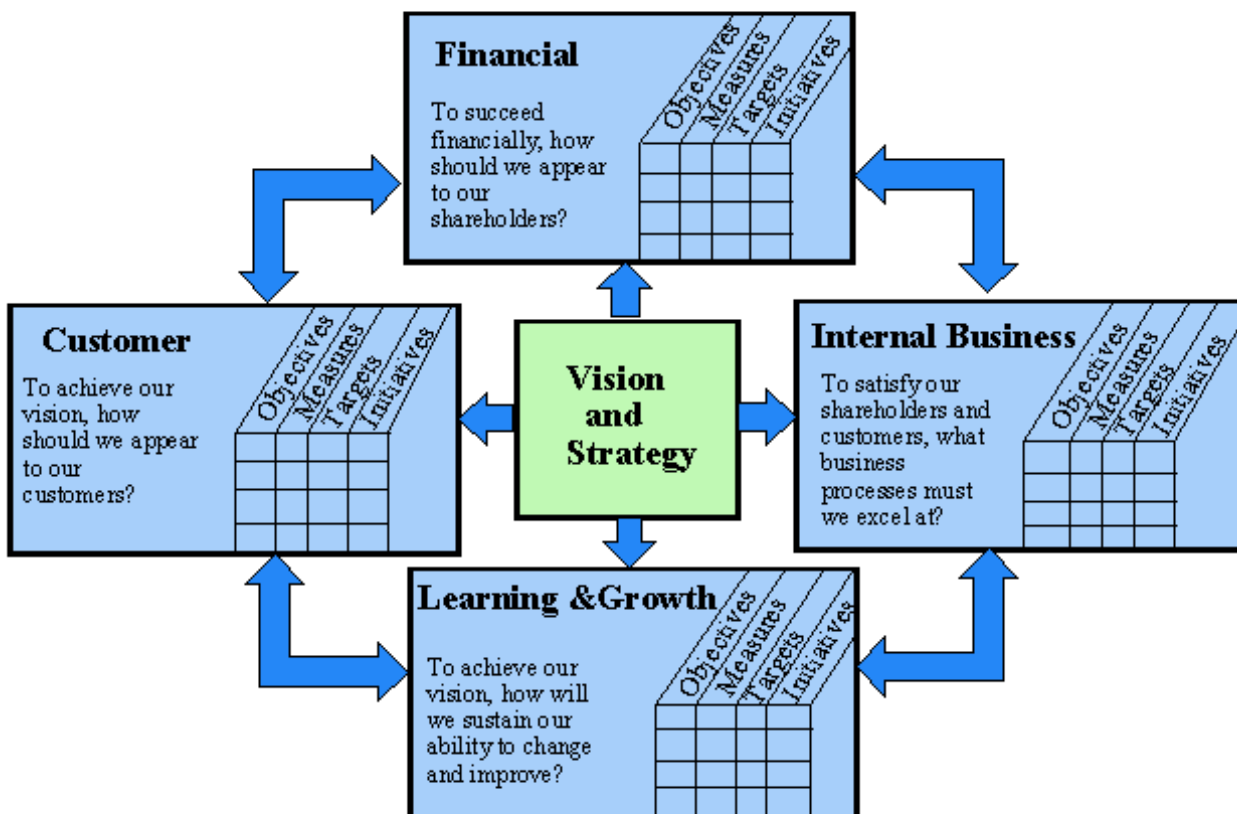 Financial
To succeed
financially, how
should we appear
to our
shareholders?
Objectives
Measures
Targets
Initiatives
Customer
To achieve our
vision, how
should we appear
to our
customers?
Objectives
Measures
Targets
Initiatives
Vision
and
Strategy
Internal Business
To satisfy our
shareholders and
customers, what
business
processes must
we excel at?
Objectives
Measures
Targets
Initiatives
Learning &Growth
To achieve our
vision, how will
we sustain our
ability to change
and improve?
Objectives
Measures
Targets
Initiatives